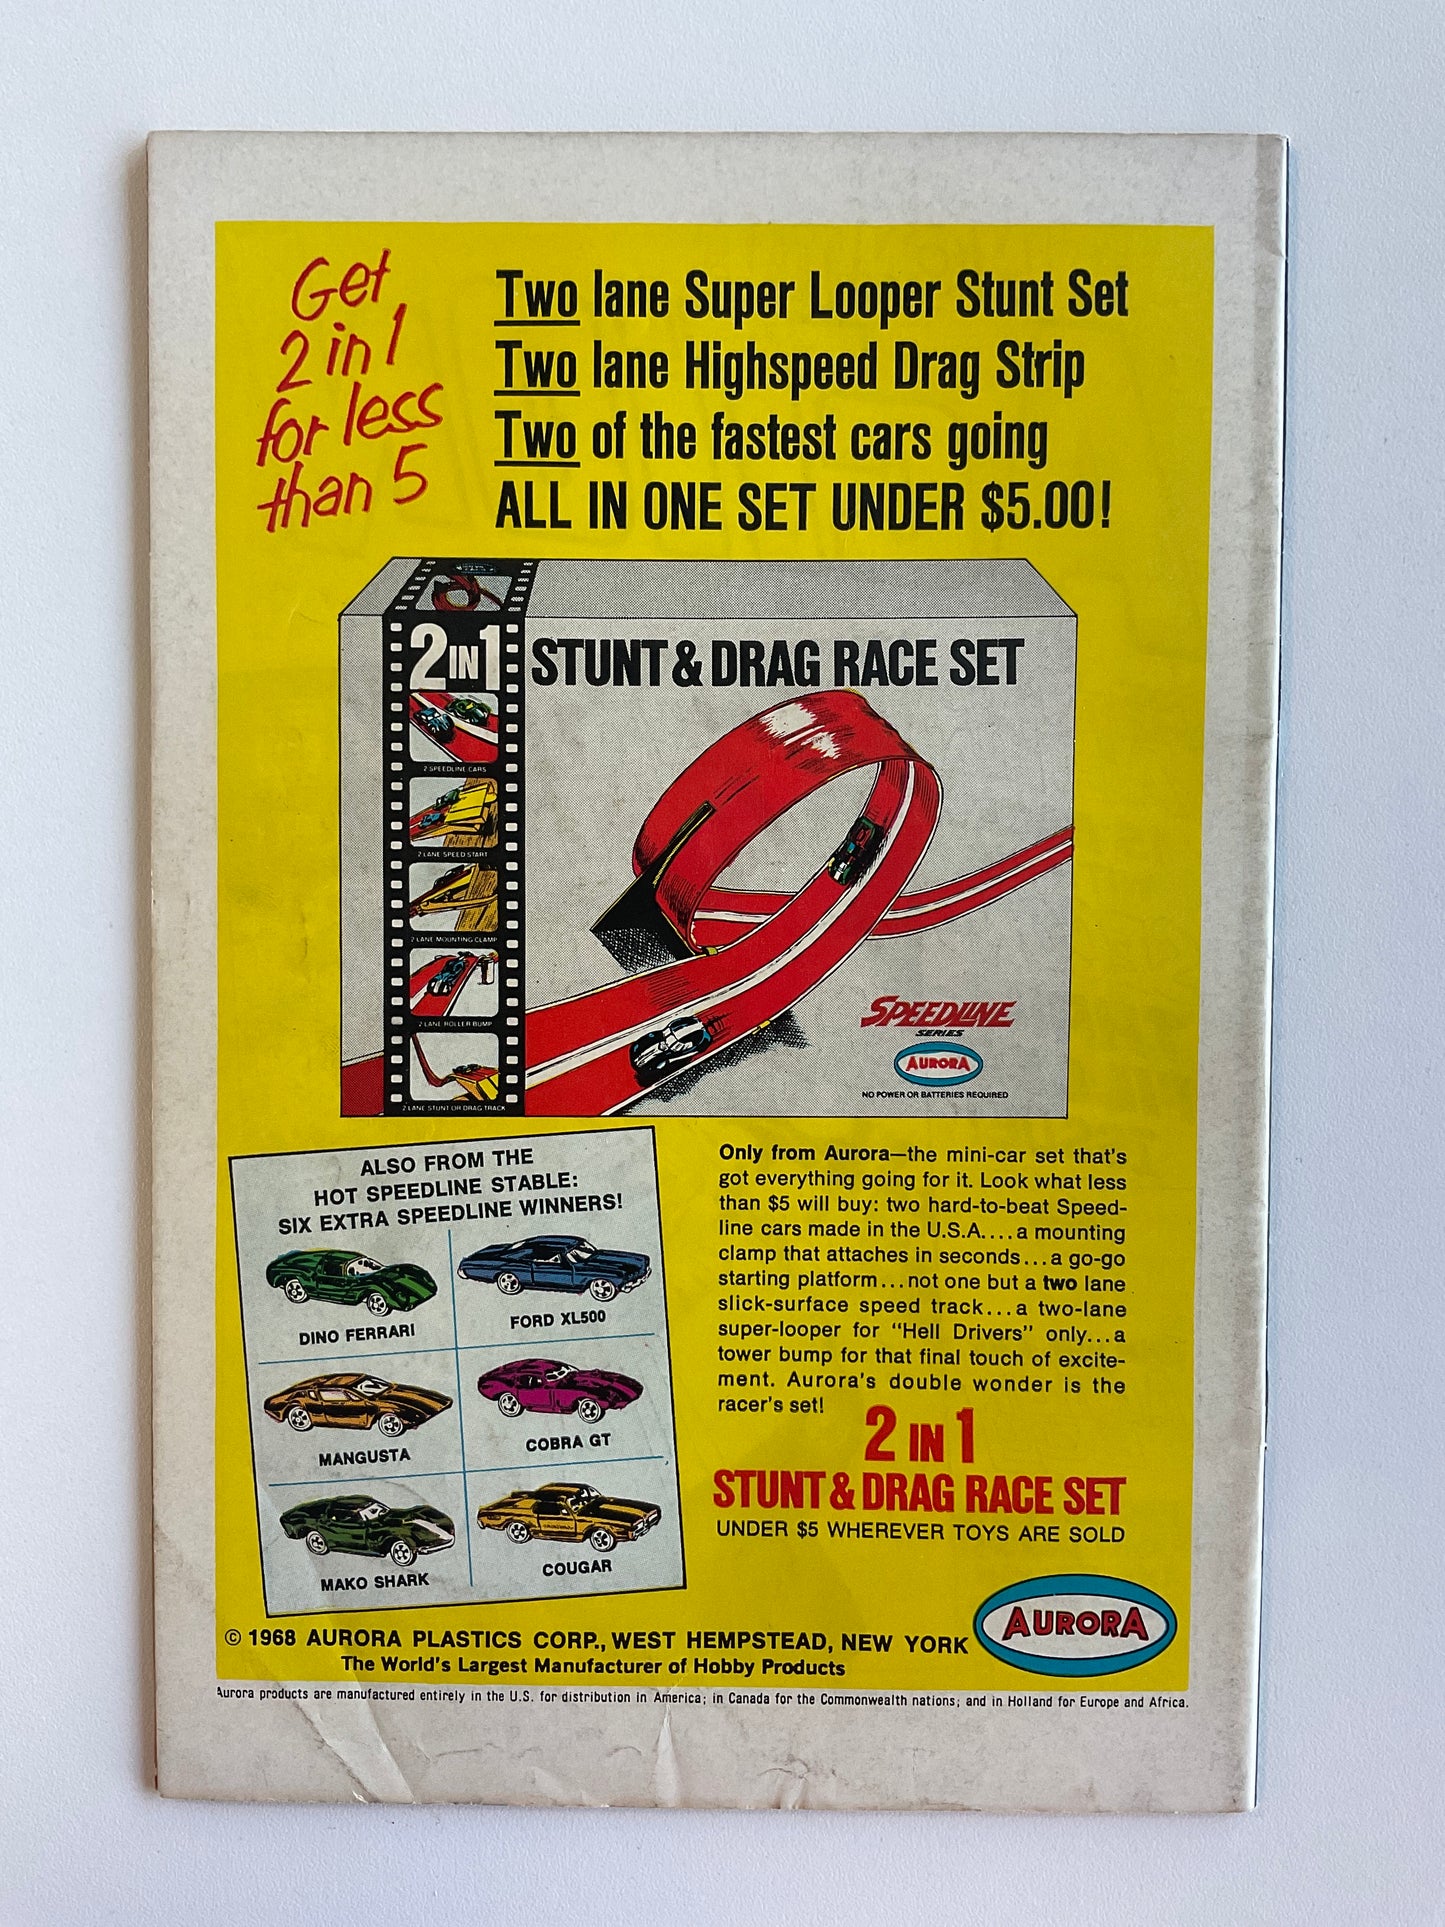 Get
2 in 1
for less
than 5
Two lane Super Looper Stunt Set
Two lane Highspeed Drag Strip
Two of the fastest cars going
ALL IN ONE SET UNDER $5.00!
2 IN 1
STUNT & DRAG RACE SET
2 SPEEDLINE CARS
2 LANE SPEED START
2 LANE MOUNTING CLAMP
2 LANE ROLLER BUMP
2 LANE STUNT OR DRAG TRACK
SPEEDLINE
SERIES
AURORA
NO POWER OR BATTERIES REQUIRED
ALSO FROM THE
HOT SPEEDLINE STABLE:
SIX EXTRA SPEEDLINE WINNERS!
DINO FERRARI
FORD XL500
MANGUSTA
COBRA GT
MAKO SHARK
COUGAR
Only from Aurora—the mini-car set that's
got everything going for it. Look what less
than $5 will buy: two hard-to-beat Speed-
line cars made in the U.S.A....a mounting
clamp that attaches in seconds...a go-go
starting platform...not one but a two lane
slick-surface speed track...a two-lane
super-looper for "Hell Drivers" only...a
tower bump for that final touch of excite-
ment. Aurora's double wonder is the
racer's set!
2 IN 1
STUNT & DRAG RACE SET
UNDER $5 WHEREVER TOYS ARE SOLD
AURORA
© 1968 AURORA PLASTICS CORP., WEST HEMPSTEAD, NEW YORK
The World's Largest Manufacturer of Hobby Products
Aurora products are manufactured entirely in the U.S. for distribution in America; in Canada for the Commonwealth nations; and in Holland for Europe and Africa.